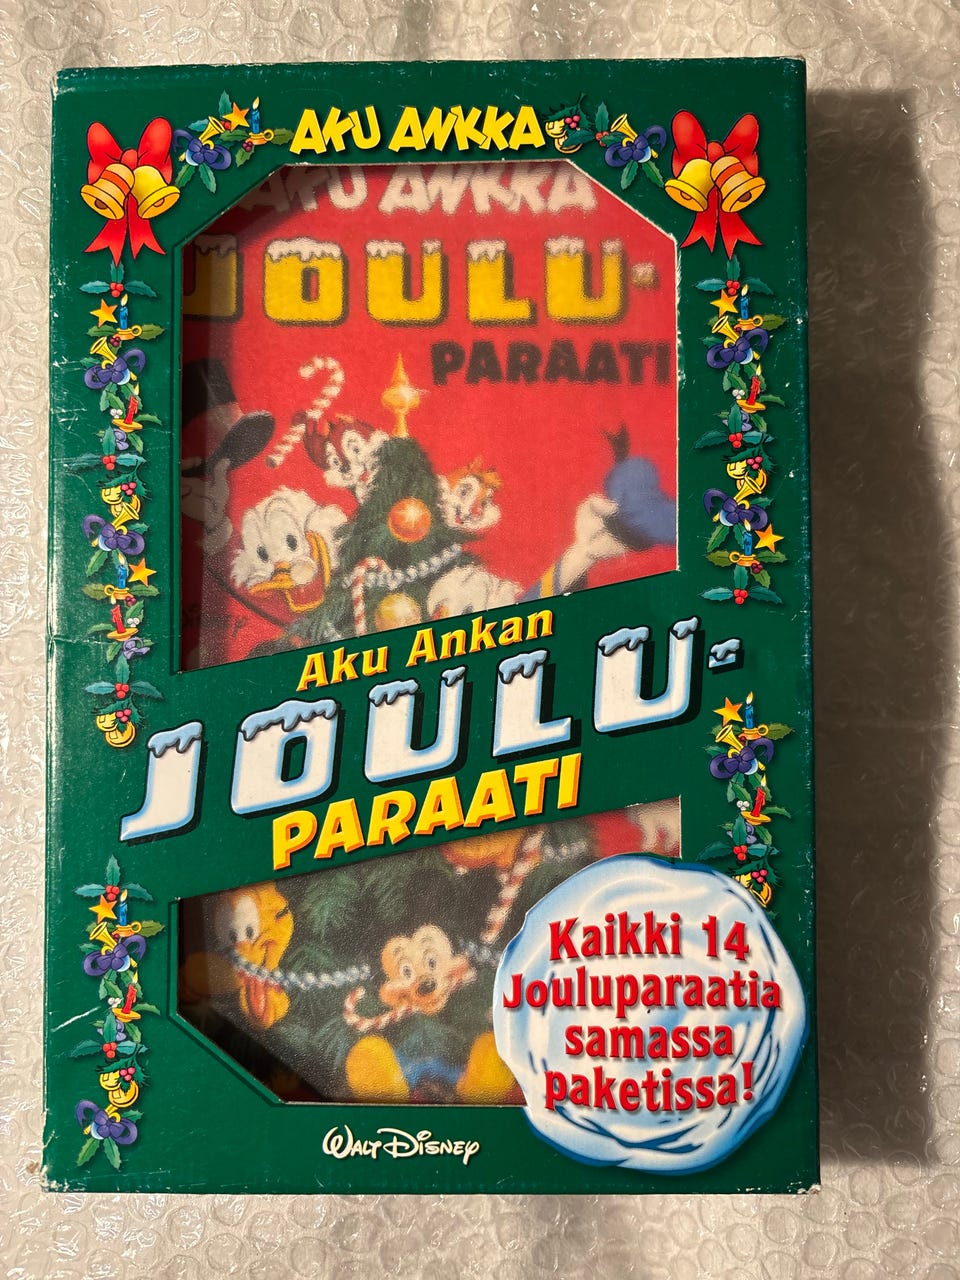 AKU ANKKA
AKU ANKKA
JOULU-
PARAATI
Aku Ankan
JOULU-
PARAATI
Kaikki 14
Jouluparaatia
samassa
paketissa!
WALT DISNEY